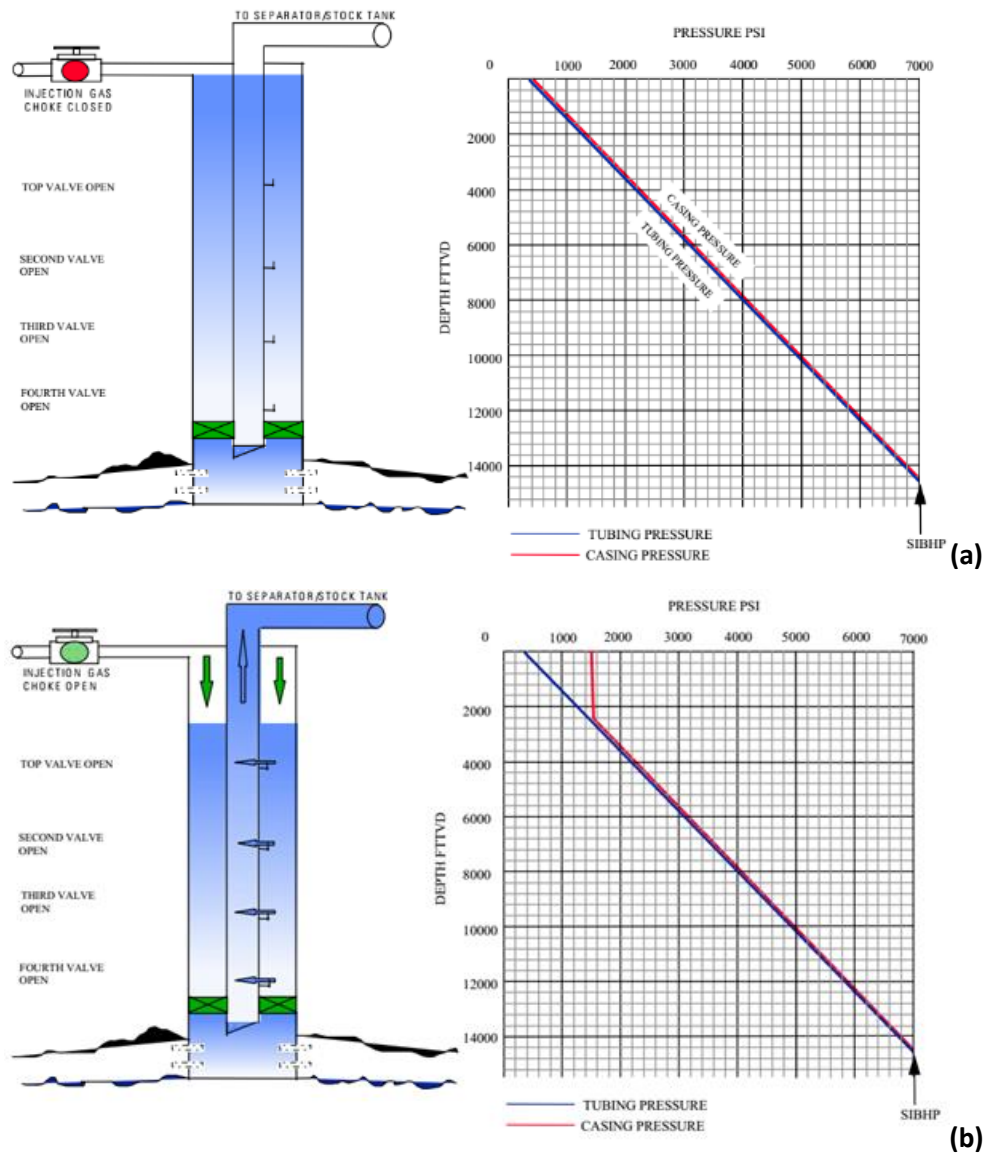 TO SEPARATOR/STOCK TANK
INJECTION GAS
CHOKE CLOSED
TOP VALVE OPEN
SECOND VALVE
OPEN
THIRD VALVE
OPEN
FOURTH VALVE
OPEN
PRESSURE PSI
0 1000 2000 3000 4000 5000 6000 7000
0
2000
4000
6000
8000
10000
12000
14000
DEPTH FTTVD
CASING PRESSURE
TUBING PRESSURE
SIBHP
TUBING PRESSURE
CASING PRESSURE
(a)
TO SEPARATOR/STOCK TANK
INJECTION GAS
CHOKE OPEN
TOP VALVE OPEN
SECOND VALVE
OPEN
THIRD VALVE
OPEN
FOURTH VALVE
OPEN
PRESSURE PSI
0 1000 2000 3000 4000 5000 6000 7000
2000
4000
6000
8000
10000
12000
14000
DEPTH FTTVD
SIBHP
TUBING PRESSURE
CASING PRESSURE
(b)